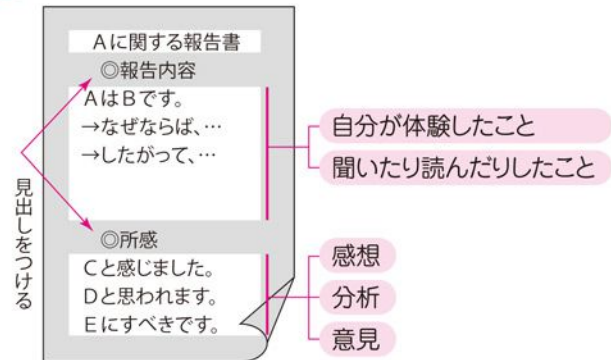 Aに関する報告書
◎報告内容
AはBです。
→なぜならば、…
→したがって、…
◎所感
Cと感じました。
Dと思われます。
Eにすべきです。
見出しをつける
自分が体験したこと
聞いたり読んだりしたこと
感想
分析
意見